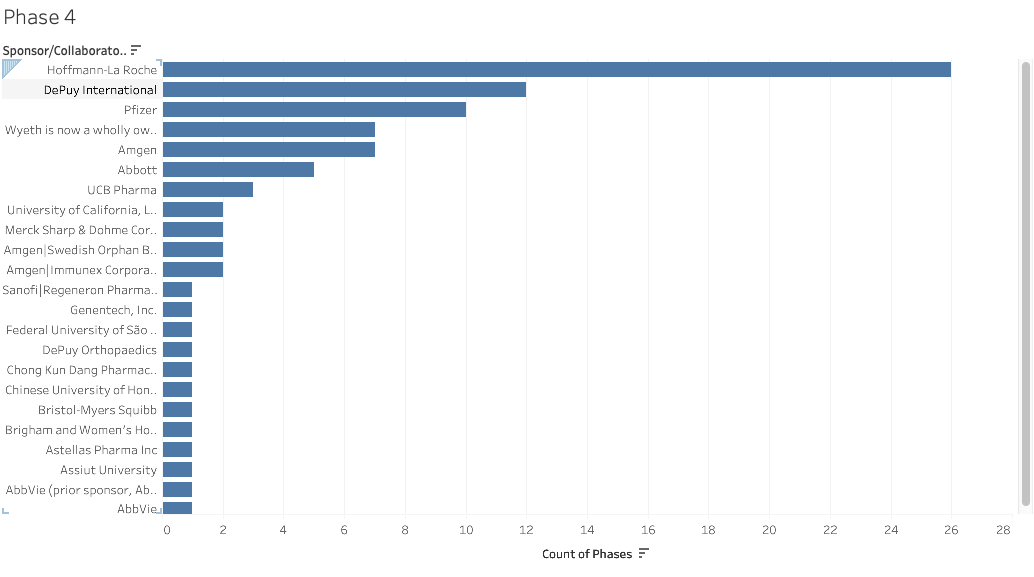 Phase 4
Sponsor/Collaborato..
Hoffmann-La Roche
DePuy International
Pfizer
Wyeth is now a wholly ow..
Amgen
Abbott
UCB Pharma
University of California, L..
Merck Sharp & Dohme Cor..
Amgen|Swedish Orphan B..
Amgen|Immunex Corpora..
Sanofi|Regeneron Pharma..
Genentech, Inc.
Federal University of São ..
DePuy Orthopaedics
Chong Kun Dang Pharmac..
Chinese University of Hon..
Bristol-Myers Squibb
Brigham and Women's Ho..
Astellas Pharma Inc
Assiut University
AbbVie (prior sponsor, Ab..
AbbVie
0 2 4 6 8 10 12 14 16 18 20 22 24 26 28
Count of Phases